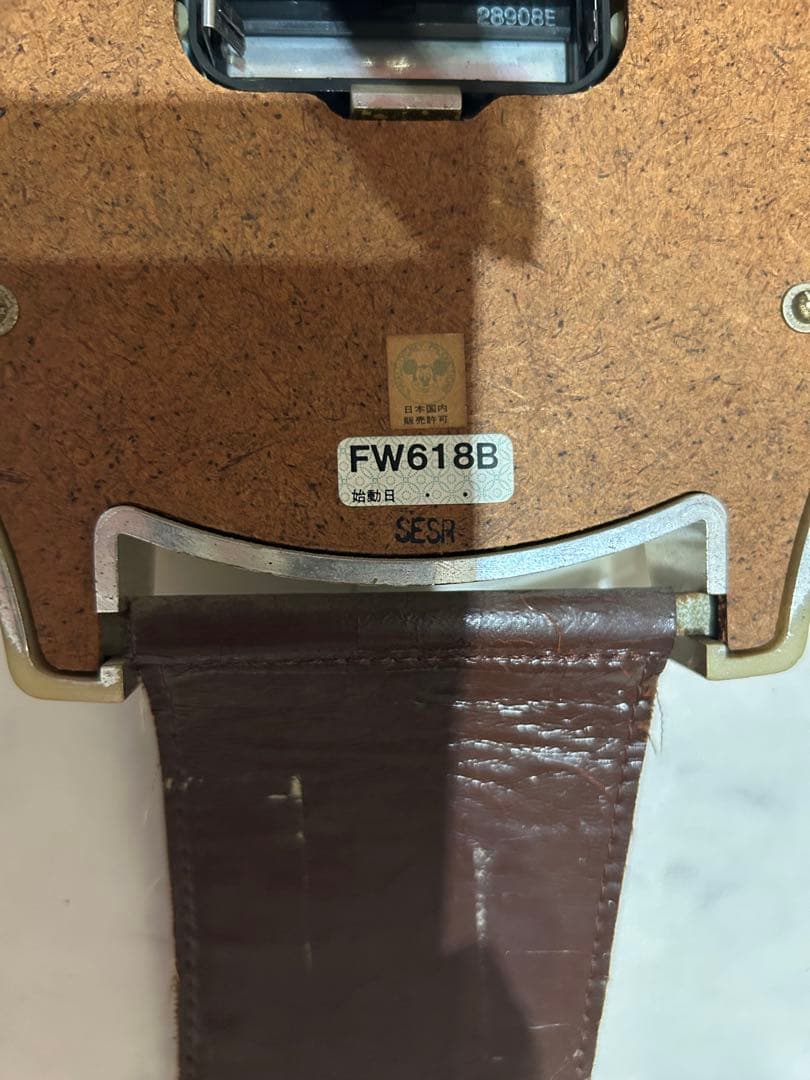 28908E
日本国内
販売許可
FW618B
始動日 ・ ・
SESR